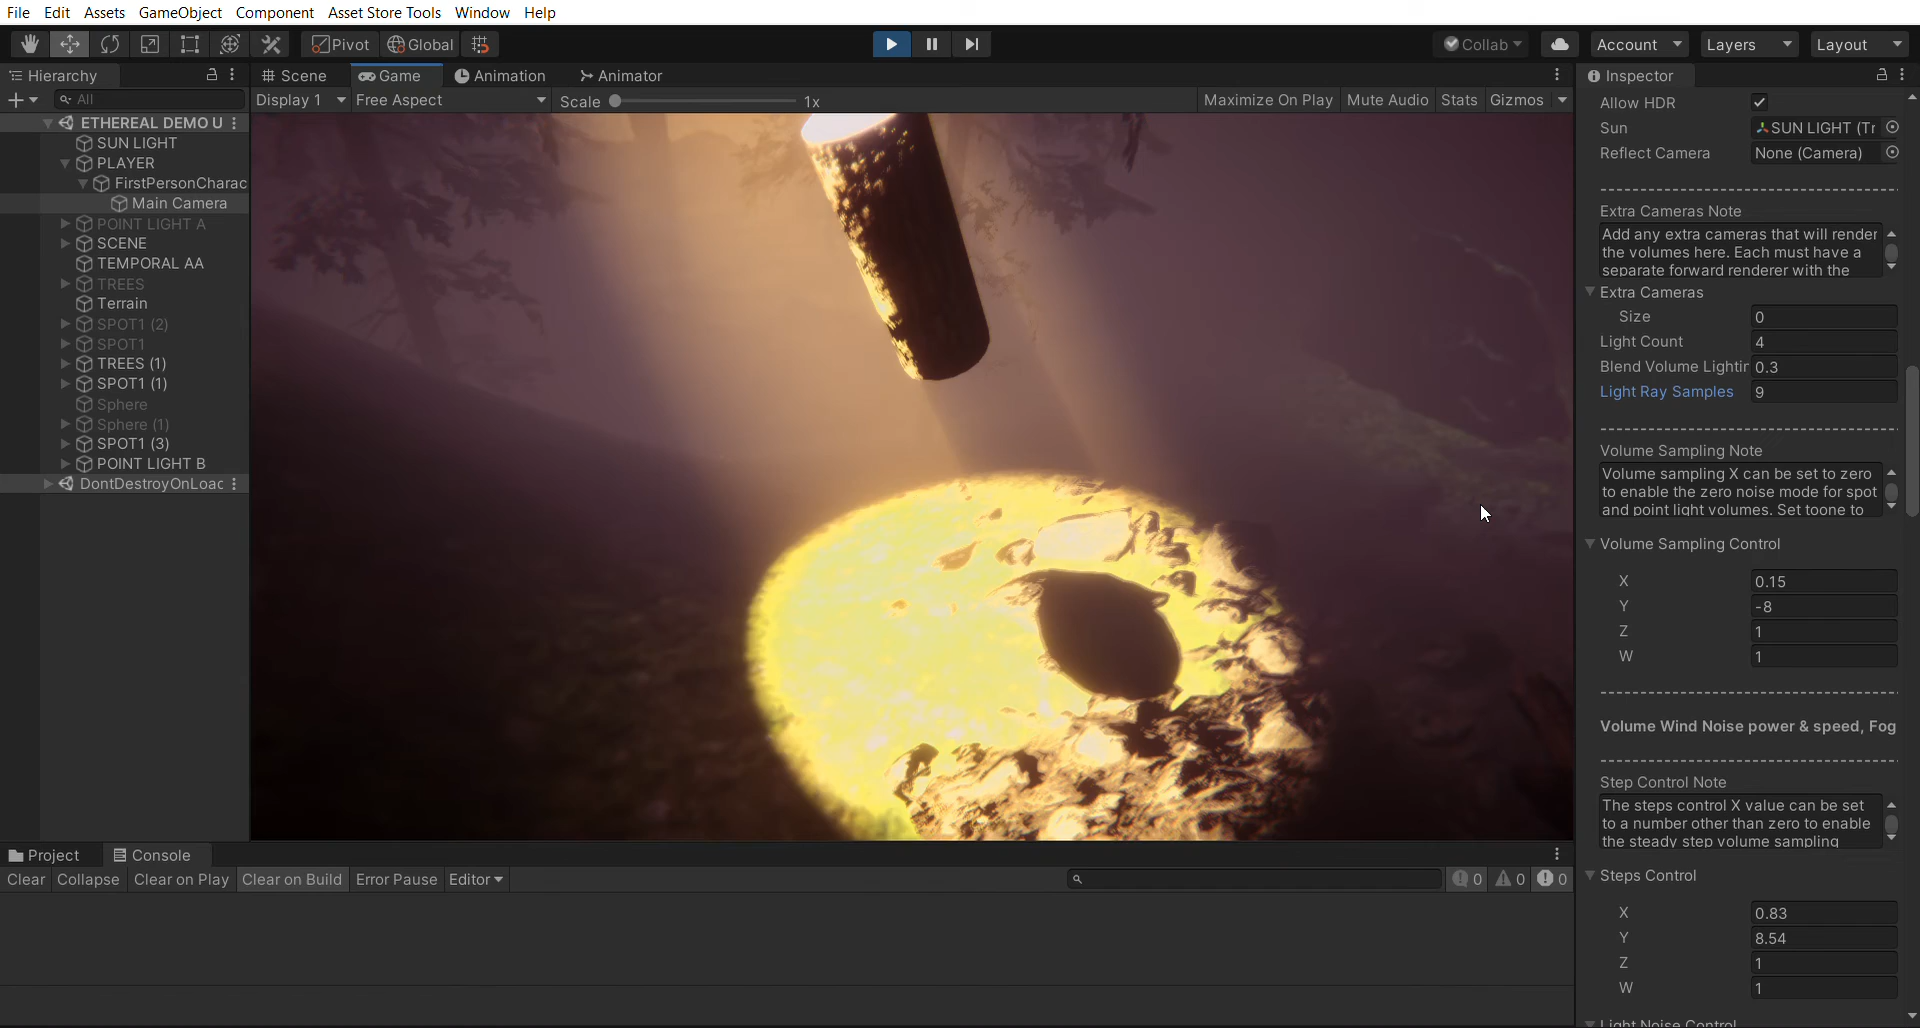 File Edit Assets GameObject Component Asset Store Tools Window Help
Pivot Global Collab Account Layers Layout
Hierarchy
All
ETHEREAL DEMO U
SUN LIGHT
PLAYER
FirstPersonCharac
Main Camera
POINT LIGHT A
SCENE
TEMPORAL AA
TREES
Terrain
SPOT1 (2)
SPOT1
TREES (1)
SPOT1 (1)
Sphere
Sphere (1)
SPOT1 (3)
POINT LIGHT B
DontDestroyOnLoac
Scene Game Animation Animator
Display 1 Free Aspect Scale 1x Maximize On Play Mute Audio Stats Gizmos
Inspector
Allow HDR
Sun SUN LIGHT (Tr
Reflect Camera None (Camera)
Extra Cameras Note
Add any extra cameras that will render
the volumes here. Each must have a
separate forward renderer with the
Extra Cameras
Size 0
Light Count 4
Blend Volume Lightir 0.3
Light Ray Samples 9
Volume Sampling Note
Volume sampling X can be set to zero
to enable the zero noise mode for spot
and point light volumes. Set toone to
Volume Sampling Control
X 0.15
Y -8
Z 1
W 1
Volume Wind Noise power & speed, Fog
Step Control Note
The steps control X value can be set
to a number other than zero to enable
the steady step volume sampling
Steps Control
X 0.83
Y 8.54
Z 1
W 1
Light Noise Control
Project Console
Clear Collapse Clear on Play Clear on Build Error Pause Editor 0 0 0